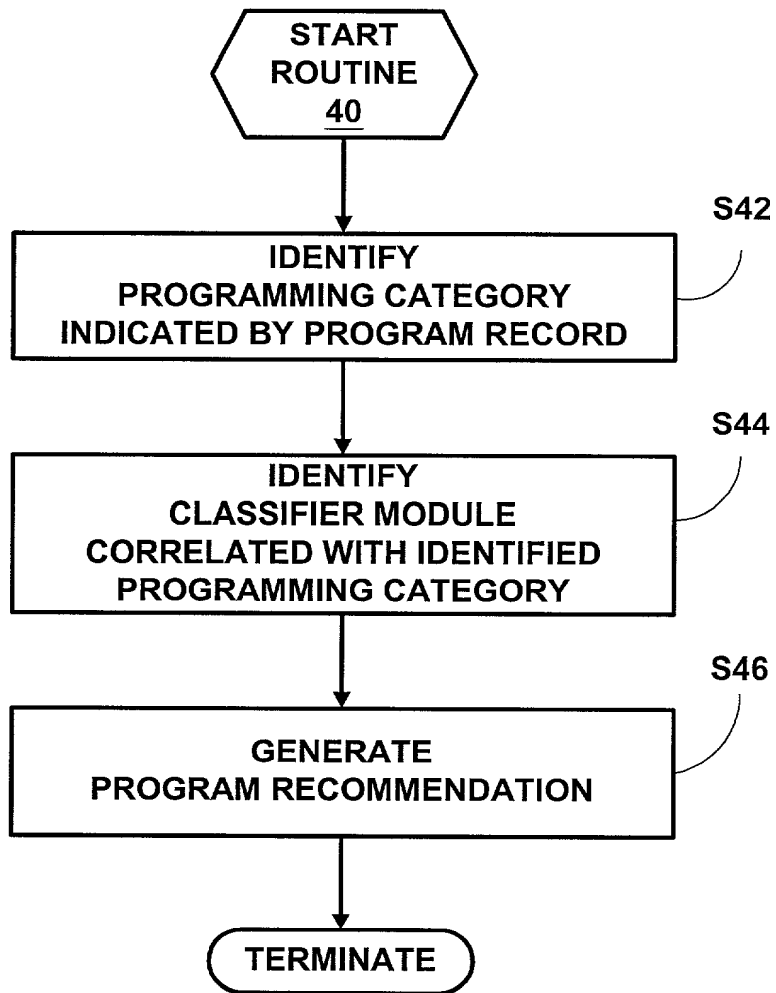 START
ROUTINE
40
S42
IDENTIFY
PROGRAMMING CATEGORY
INDICATED BY PROGRAM RECORD
S44
IDENTIFY
CLASSIFIER MODULE
CORRELATED WITH IDENTIFIED
PROGRAMMING CATEGORY
S46
GENERATE
PROGRAM RECOMMENDATION
TERMINATE